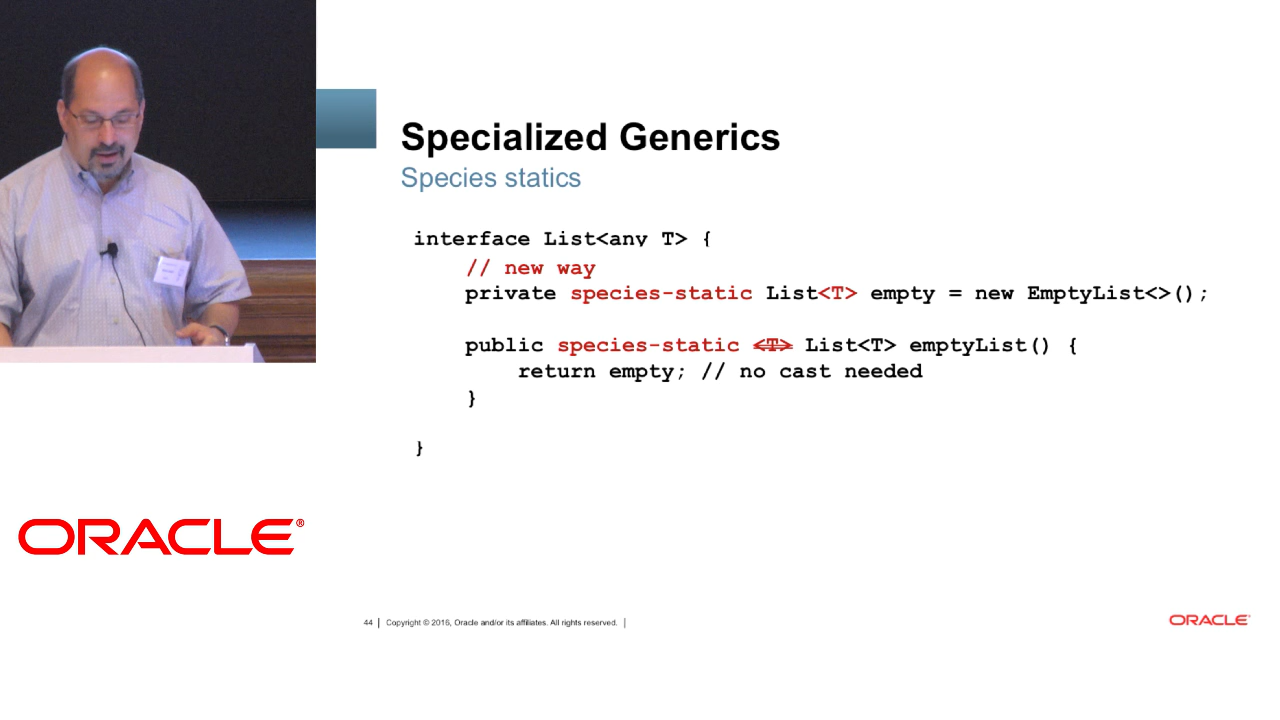 Specialized Generics
Species statics
interface List<any T> {
// new way
private species-static List<T> empty = new EmptyList<>();
public species-static <T> List<T> emptyList() {
return empty; // no cast needed
}
}
ORACLE®
44 | Copyright © 2016, Oracle and/or its affiliates. All rights reserved. |
ORACLE®